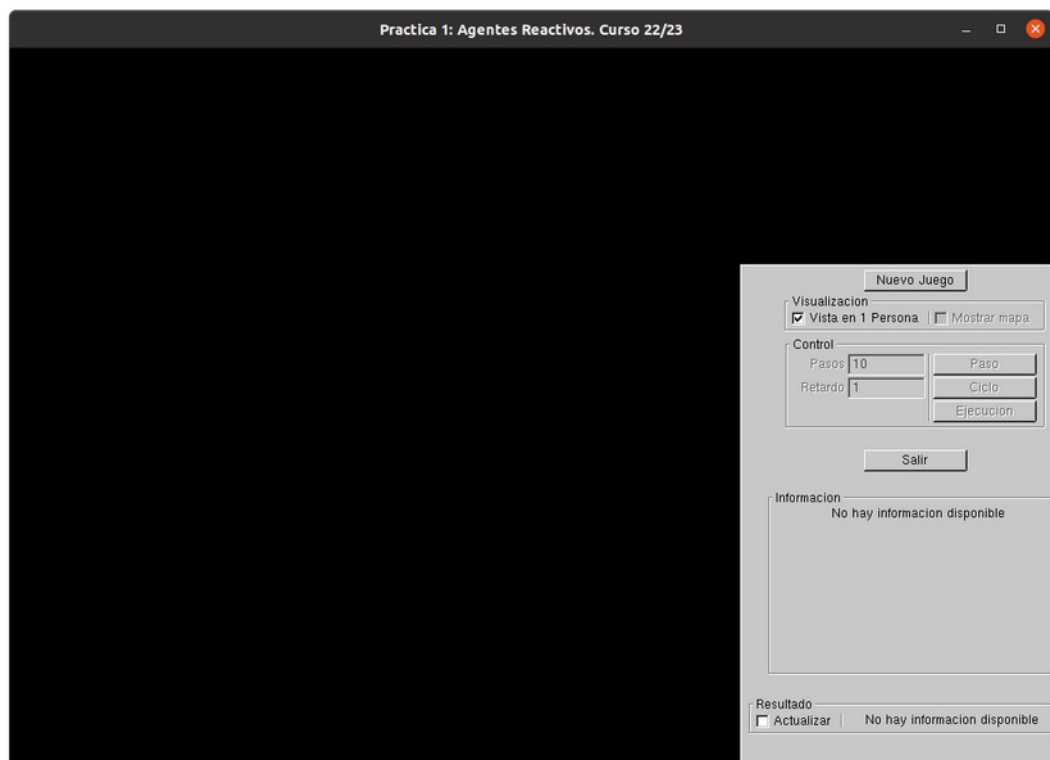 Practica 1: Agentes Reactivos. Curso 22/23
Nuevo Juego
Visualizacion
Vista en 1 Persona Mostrar mapa
Control
Pasos 10 Paso
Retardo 1 Ciclo
Ejecucion
Salir
Informacion
No hay informacion disponible
Resultado
Actualizar No hay informacion disponible